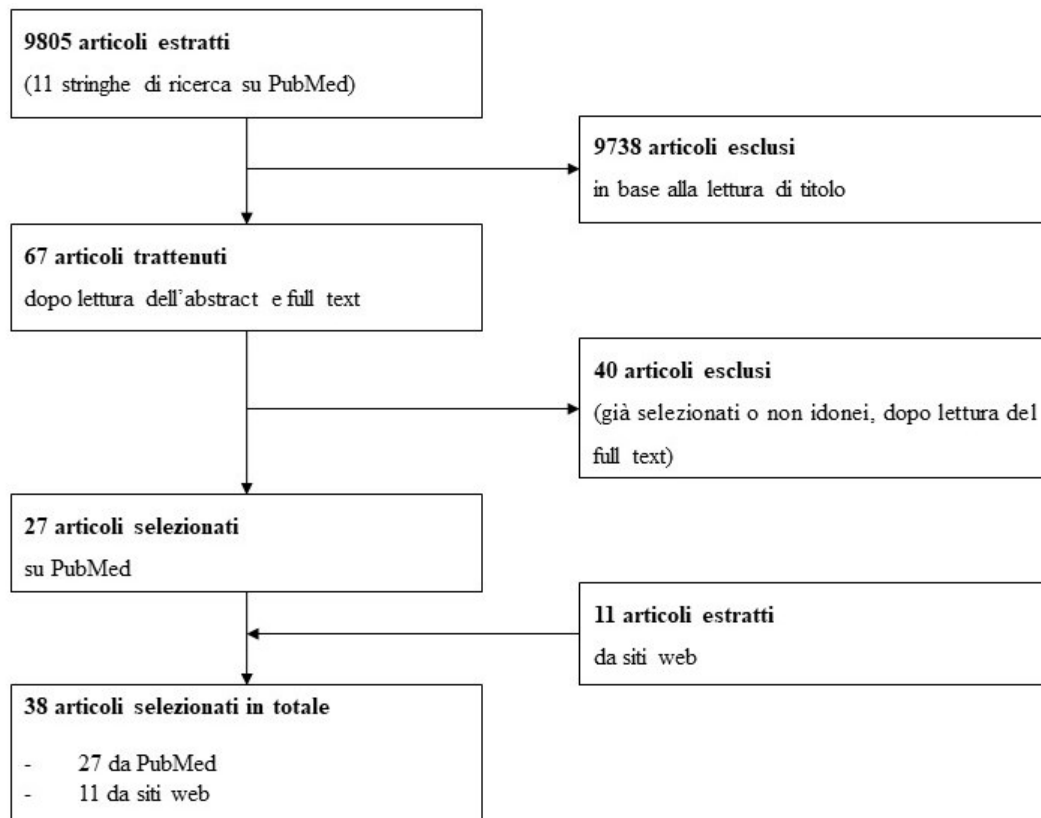 9805 articoli estratti
(11 stringhe di ricerca su PubMed)
9738 articoli esclusi
in base alla lettura di titolo
67 articoli trattenuti
dopo lettura dell'abstract e full text
40 articoli esclusi
(già selezionati o non idonei, dopo lettura del
full text)
27 articoli selezionati
su PubMed
11 articoli estratti
da siti web
38 articoli selezionati in totale
- 27 da PubMed
- 11 da siti web